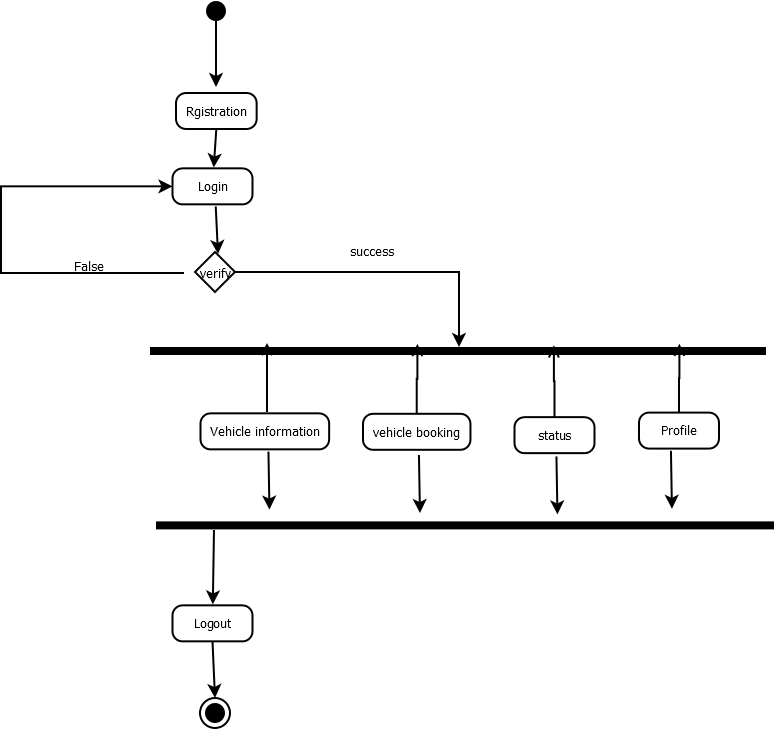 Rgistration
Login
success
False
verify
Vehicle information
vehicle booking
status
Profile
Logout